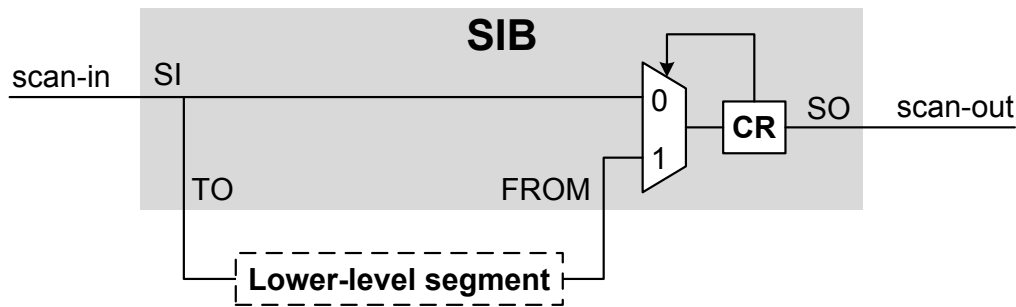 SIB
scan-in
SI
0
CR
SO
scan-out
1
TO
FROM
Lower-level segment